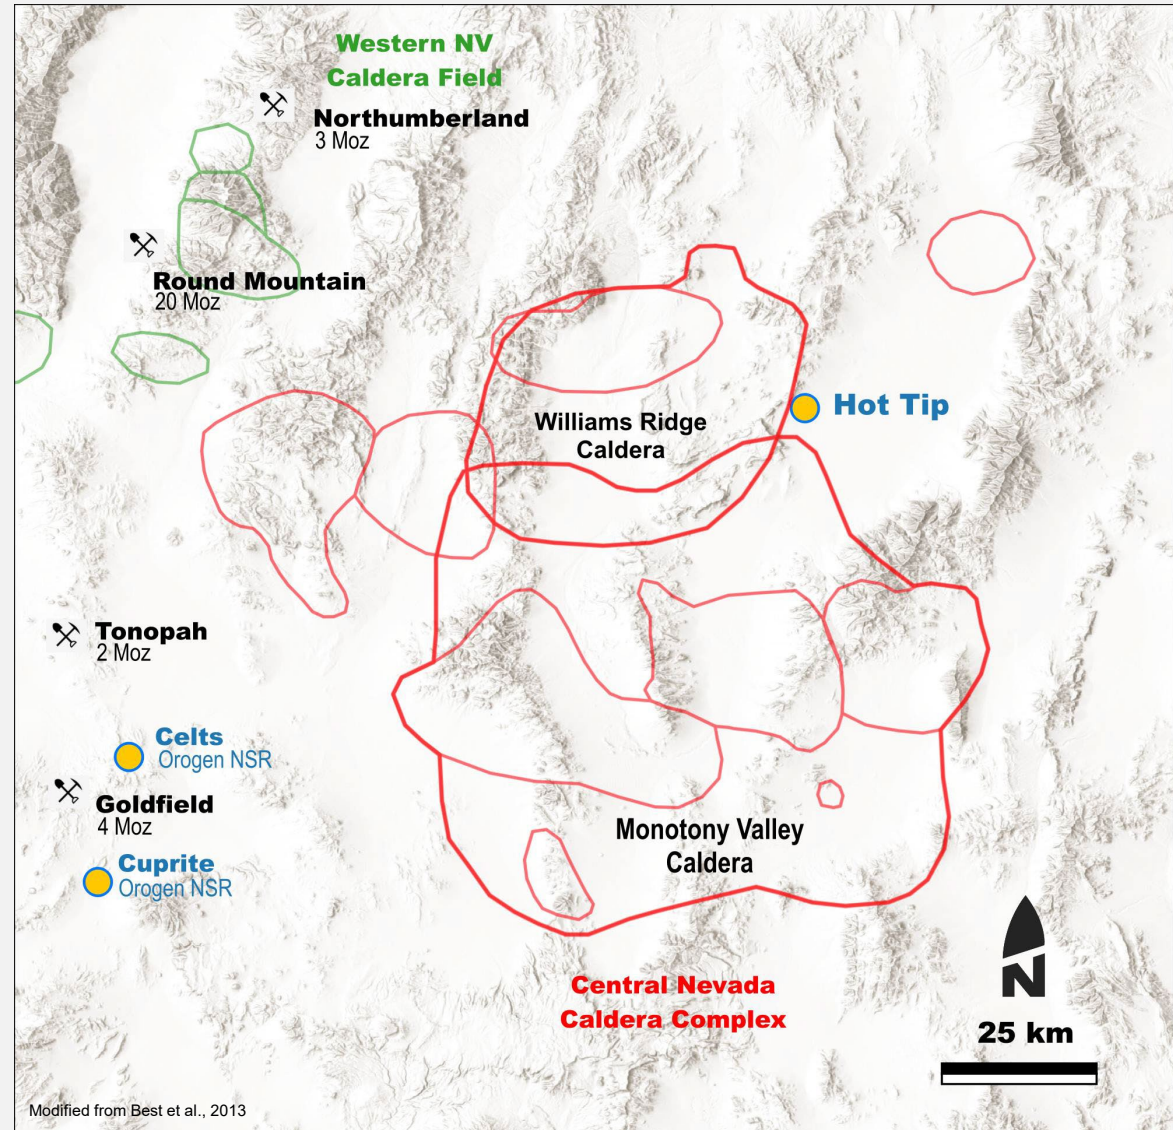 Western NV
Caldera Field
Northumberland
3 Moz
Round Mountain
20 Moz
Hot Tip
Williams Ridge
Caldera
Tonopah
2 Moz
Celts
Orogen NSR
Goldfield
4 Moz
Monotony Valley
Caldera
Cuprite
Orogen NSR
Central Nevada
Caldera Complex
N
25 km
Modified from Best et al., 2013